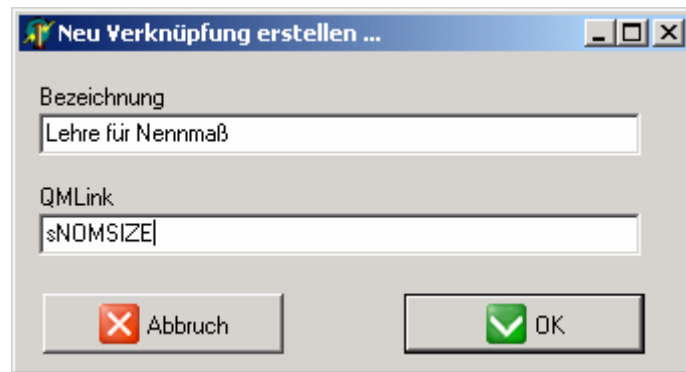 Neu Verknüpfung erstellen ...
Bezeichnung
Lehre für Nennmaß
QMLink
sNOMSIZE
Abbruch OK